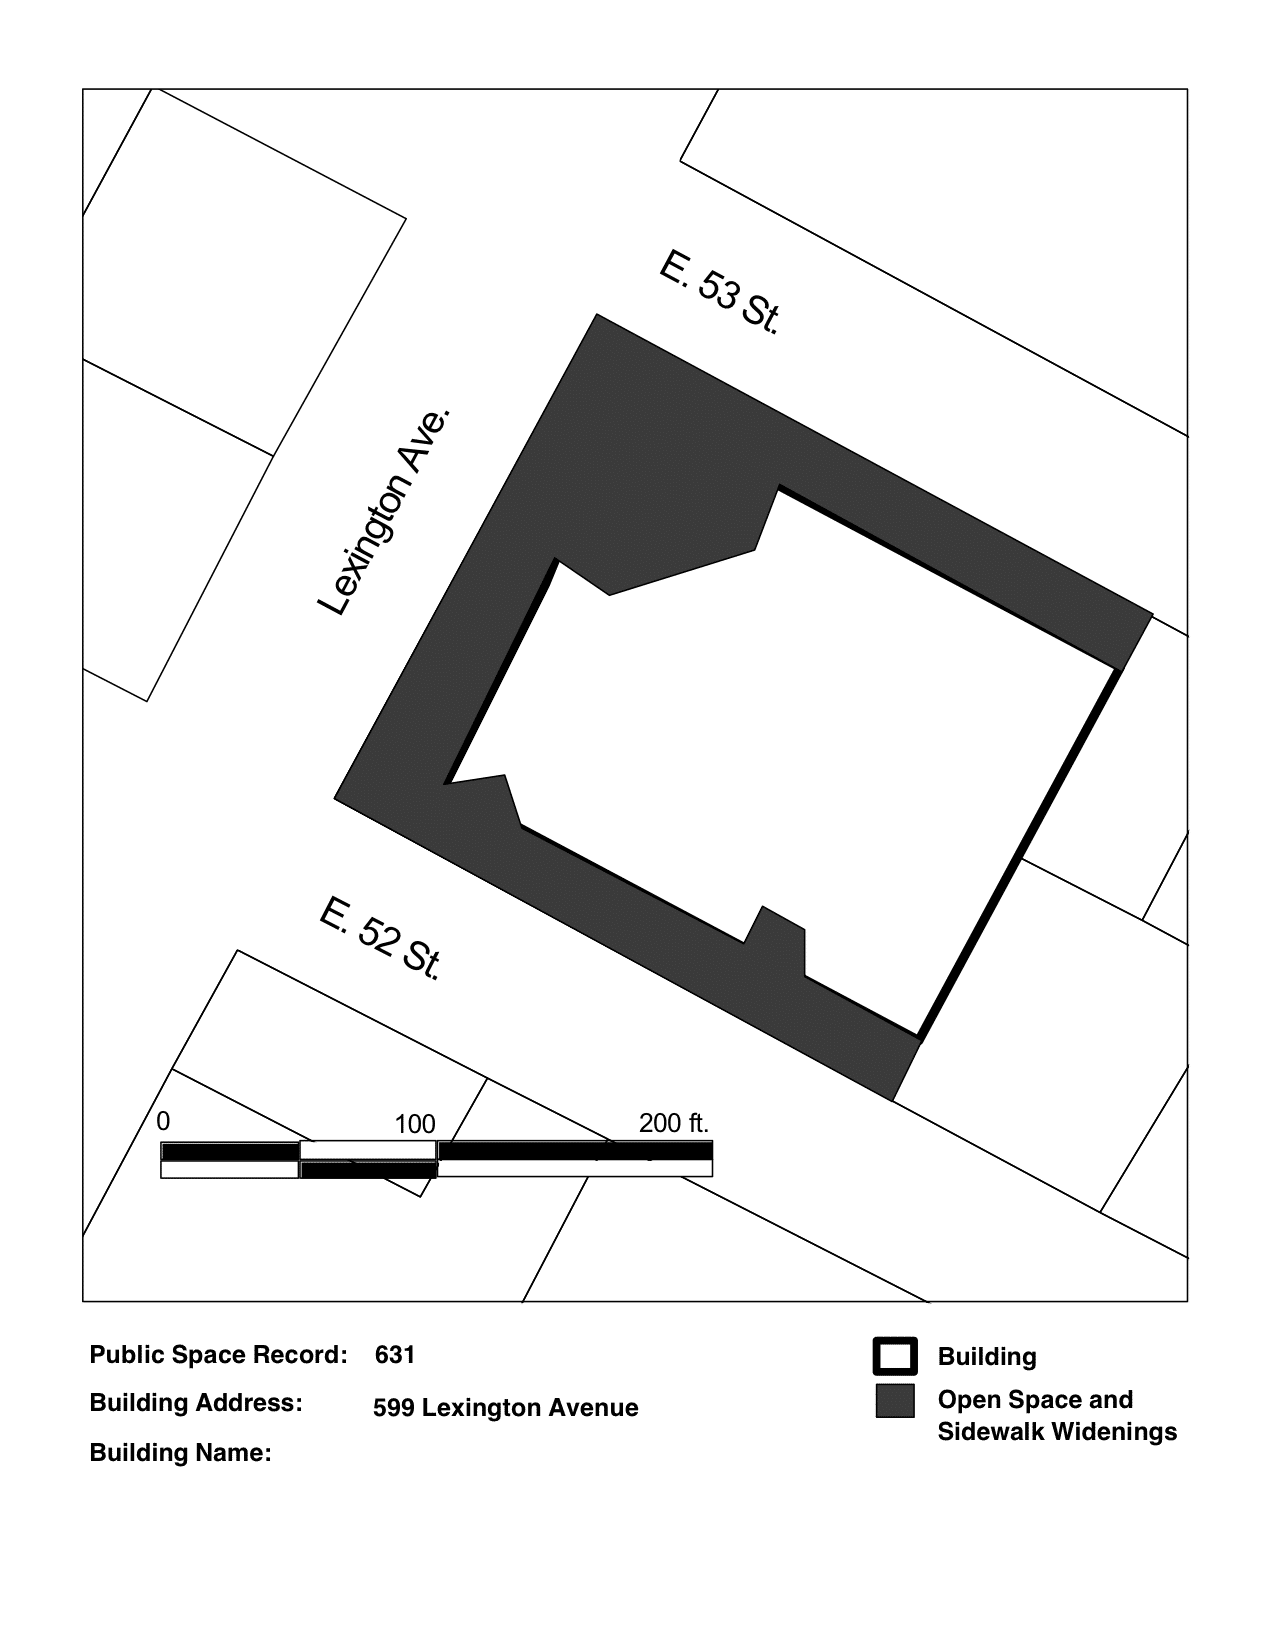 E. 53 St.
Lexington Ave.
E. 52 St.
0 100 200 ft.
Public Space Record: 631
Building Address: 599 Lexington Avenue
Building Name:
Building
Open Space and
Sidewalk Widenings